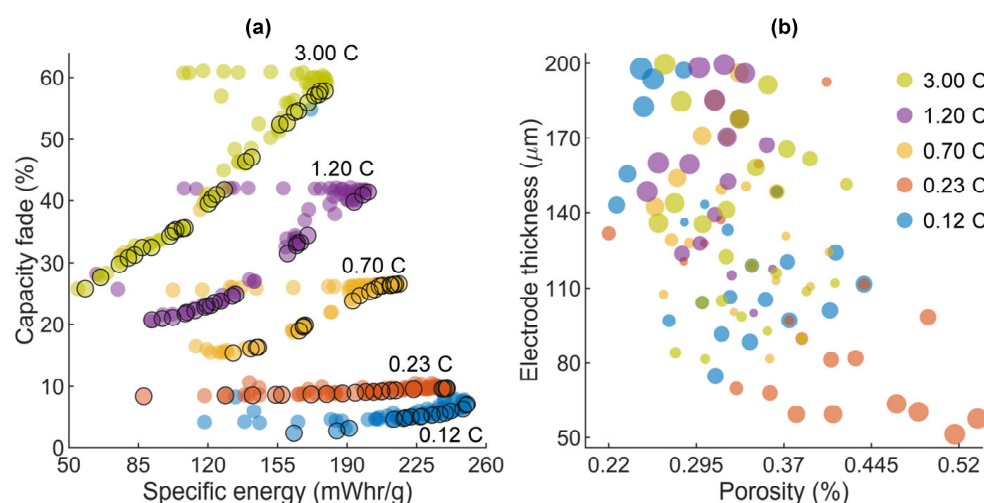 (a)
(b)
Capacity fade (%)
60
50
40
30
20
10
0
3.00 C
1.20 C
0.70 C
0.23 C
0.12 C
50 85 120 155 190 225 260
Specific energy (mWhr/g)
Electrode thickness (μm)
200
170
140
110
80
50
3.00 C
1.20 C
0.70 C
0.23 C
0.12 C
0.22 0.295 0.37 0.445 0.52
Porosity (%)